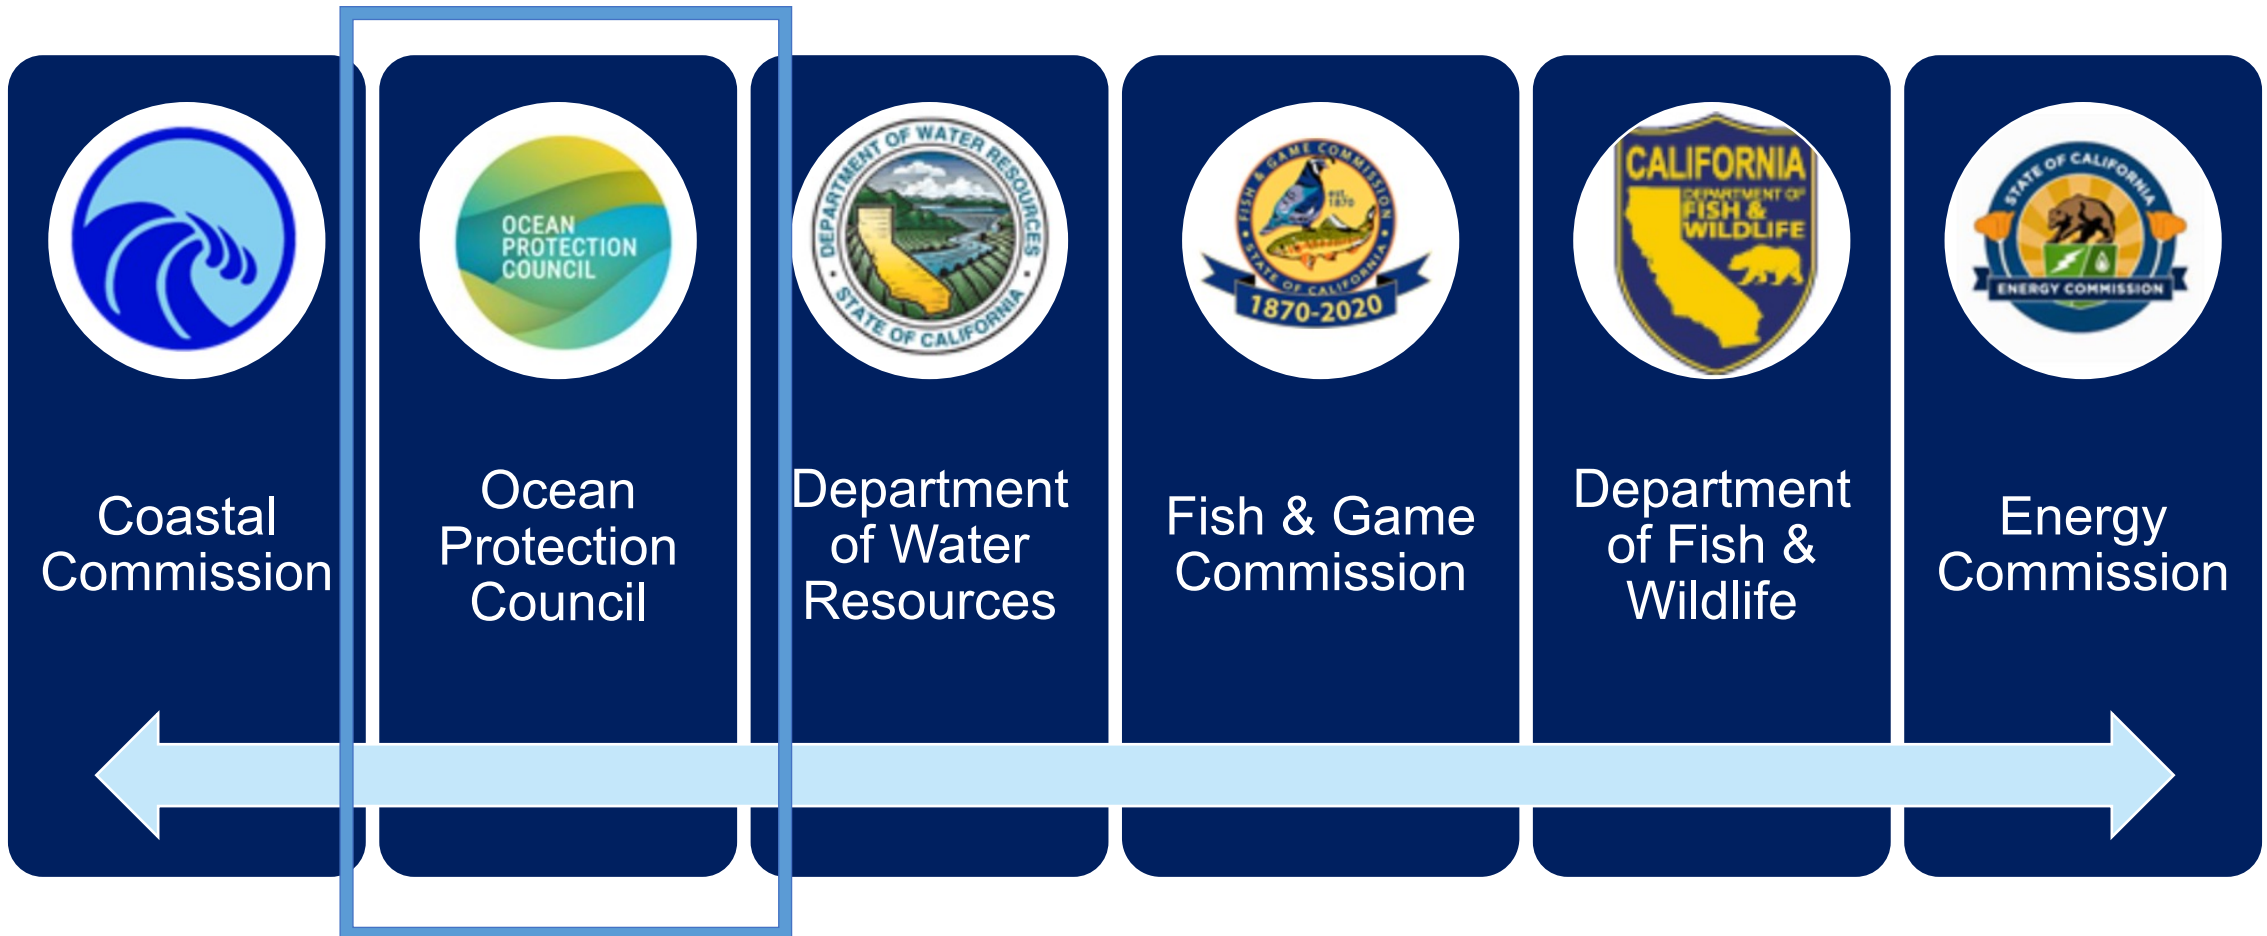 OCEAN
PROTECTION
COUNCIL
DEPARTMENT OF WATER RESOURCES
STATE OF CALIFORNIA
FISH & GAME COMMISSION
est.
1870
STATE OF CALIFORNIA
1870-2020
CALIFORNIA
DEPARTMENT OF
FISH &
WILDLIFE
STATE OF CALIFORNIA
ENERGY COMMISSION
Coastal
Commission
Ocean
Protection
Council
Department
of Water
Resources
Fish & Game
Commission
Department
of Fish &
Wildlife
Energy
Commission